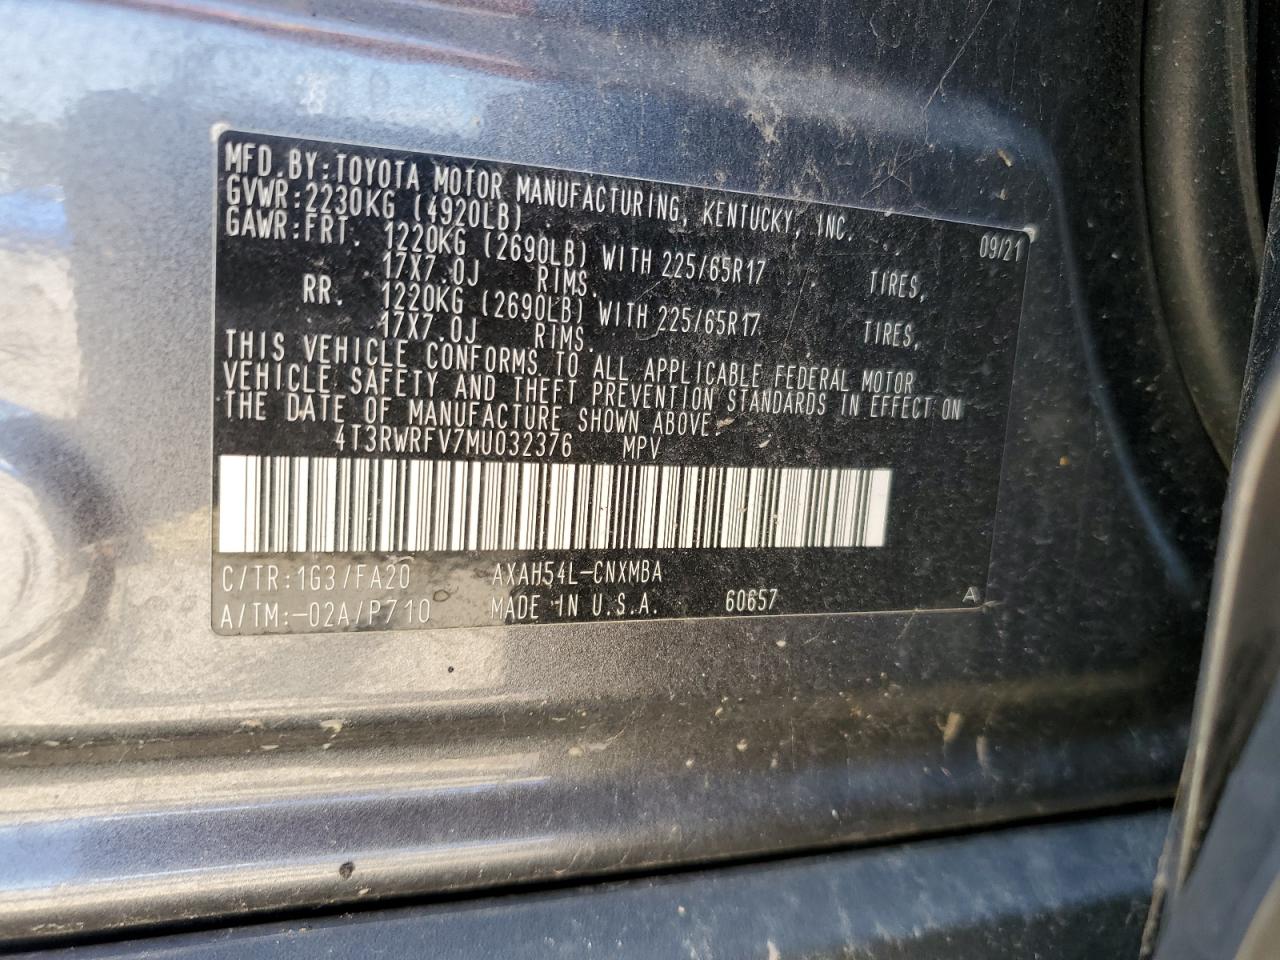 MFD.BY:TOYOTA MOTOR MANUFACTURING, KENTUCKY, INC.
GVWR:2230KG (4920LB) 09/21
GAWR:FRT. 1220KG (2690LB) WITH 225/65R17 TIRES,
17X7.0J RIMS.
RR. 1220KG (2690LB) WITH 225/65R17 TIRES,
17X7.0J RIMS.
THIS VEHICLE CONFORMS TO ALL APPLICABLE FEDERAL MOTOR
VEHICLE SAFETY AND THEFT PREVENTION STANDARDS IN EFFECT ON
THE DATE OF MANUFACTURE SHOWN ABOVE.
4T3RWRFV7MU032376 MPV
C/TR:1G3/FA20 AXAH54L-CNXMBA
A/TM:-02A/P710 MADE IN U.S.A. 60657 A